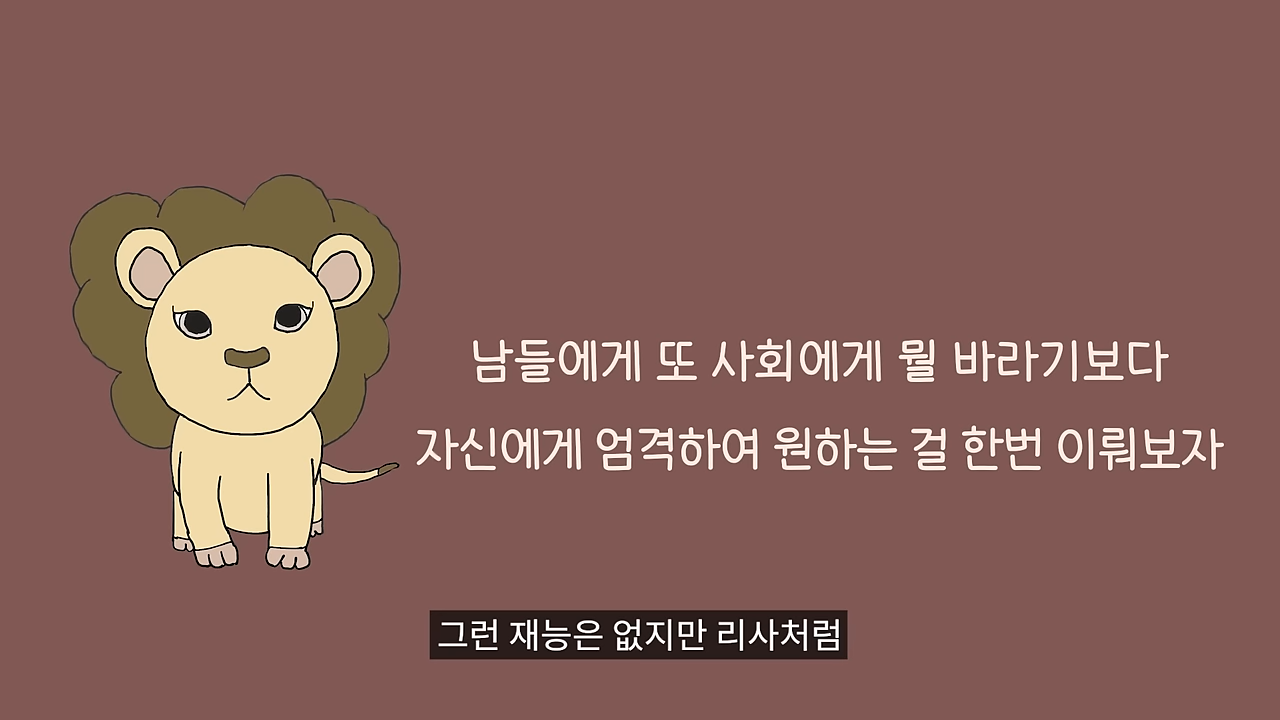 남들에게 또 사회에게 뭘 바라기보다
자신에게 엄격하여 원하는 걸 한번 이뤄보자
그런 재능은 없지만 리사처럼